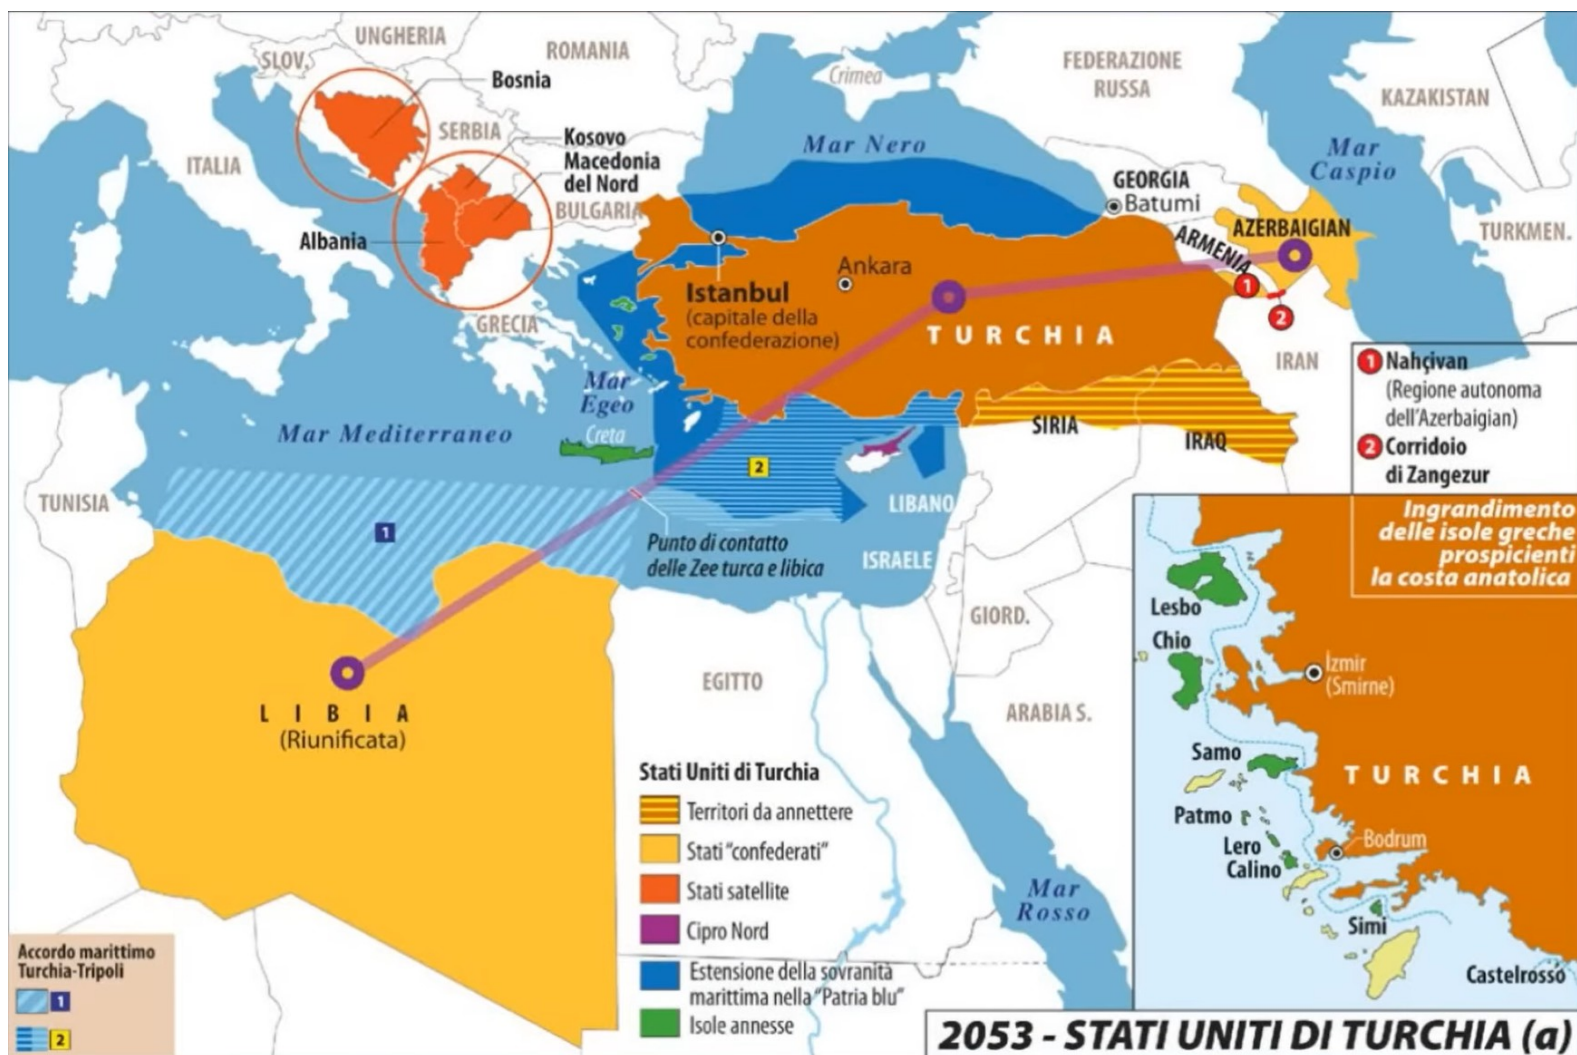 UNGHERIA
SLOV.
ROMANIA
Bosnia
Crimea
FEDERAZIONE
RUSSA
KAZAKISTAN
SERBIA
Kosovo
Macedonia
del Nord
ITALIA
Mar Nero
Mar
Caspio
GEORGIA
Batumi
BULGARIA
TURKMEN.
Albania
ARMENIA
AZERBAIGIAN
Ankara
Istanbul
(capitale della
confederazione)
GRECIA
TURCHIA
1
2
IRAN
1 Nahçivan
(Regione autonoma
dell'Azerbaigian)
2 Corridoio
di Zangezur
Mar
Egeo
Creta
Mar Mediterraneo
SIRIA
IRAQ
2
TUNISIA
LIBANO
1
Punto di contatto
delle Zee turca e libica
ISRAELE
GIORD.
EGITTO
ARABIA S.
LIBIA
(Riunificata)
Mar
Rosso
Ingrandimento
delle isole greche
prospicienti
la costa anatolica
Lesbo
Chio
İzmir
(Smirne)
Samo
TURCHIA
Patmo
Bodrum
Lero
Calino
Simi
Castelrosso
Stati Uniti di Turchia
Territori da annettere
Stati "confederati"
Stati satellite
Cipro Nord
Estensione della sovranità
marittima nella "Patria blu"
Isole annesse
Accordo marittimo
Turchia-Tripoli
1
2
2053 - STATI UNITI DI TURCHIA (a)